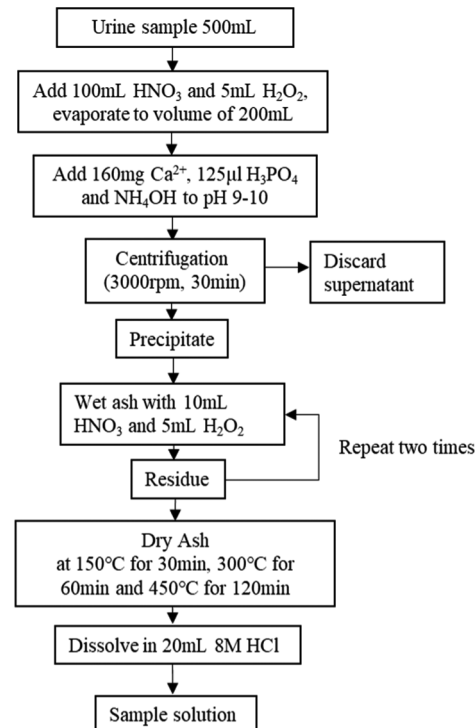 Urine sample 500mL
Add 100mL HNO₃ and 5mL H₂O₂,
evaporate to volume of 200mL
Add 160mg Ca²⁺, 125μl H₃PO₄
and NH₄OH to pH 9-10
Centrifugation
(3000rpm, 30min)
Discard
supernatant
Precipitate
Wet ash with 10mL
HNO₃ and 5mL H₂O₂
Repeat two times
Residue
Dry Ash
at 150°C for 30min, 300°C for
60min and 450°C for 120min
Dissolve in 20mL 8M HCl
Sample solution